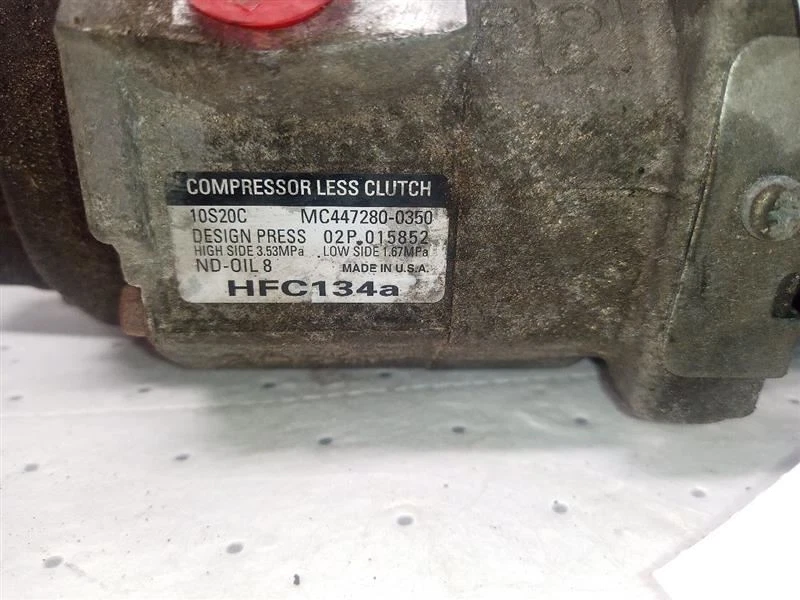 COMPRESSOR LESS CLUTCH
10S20C MC447280-0350
DESIGN PRESS 02P.015852
HIGH SIDE 3.53MPa LOW SIDE 1.67MPa
ND-OIL 8 MADE IN U.S.A.
HFC134a